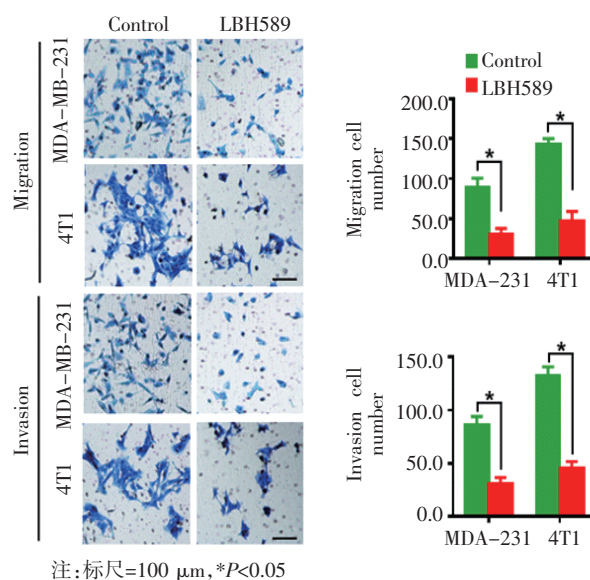 Control LBH589
Migration
MDA-MB-231
4T1
Invasion
MDA-MB-231
4T1
Control
LBH589
Migration cell
number
200.0
150.0
100.0
50.0
0.0
*
*
MDA-231 4T1
Invasion cell
number
150.0
100.0
50.0
0.0
*
*
MDA-231 4T1
注:标尺=100 μm,*P<0.05